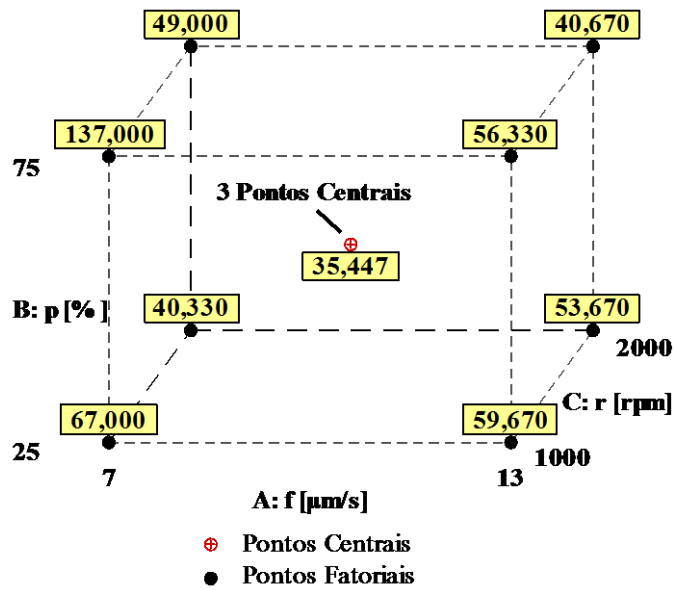 49,000
40,670
137,000
56,330
75
3 Pontos Centrais
35,447
B: p [%]
40,330
53,670
2000
C: r [rpm]
67,000
59,670
25
1000
7
13
A: f [µm/s]
Pontos Centrais
Pontos Fatoriais